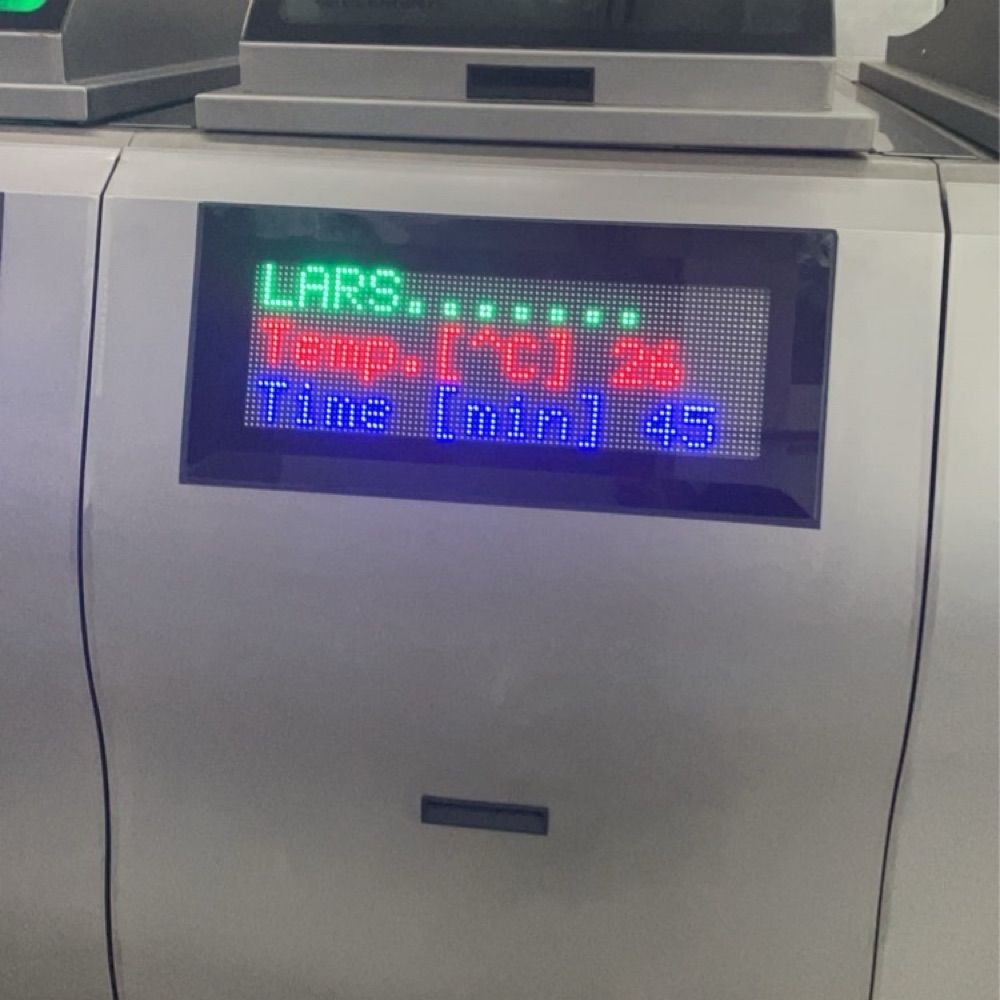 LARS.......
Temp.[^C] 26
Time [min] 45